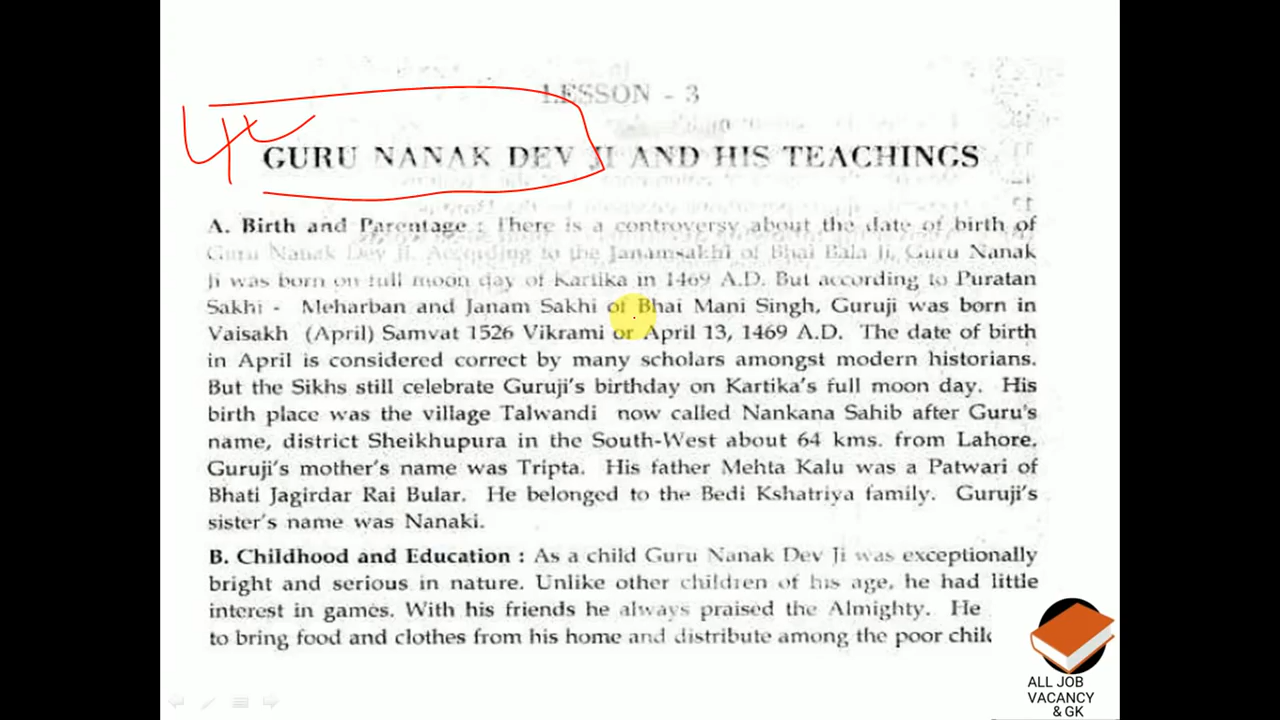 LESSON - 3
GURU NANAK DEV JI AND HIS TEACHINGS
A. Birth and Parentage : There is a controversy about the date of birth of
Guru Nanak Dev Ji. According to the Janamsakhi of Bhai Bala Ji, Guru Nanak
Ji was born on full moon day of Kartika in 1469 A.D. But according to Puratan
Sakhi - Meharban and Janam Sakhi of Bhai Mani Singh, Guruji was born in
Vaisakh (April) Samvat 1526 Vikrami or April 13, 1469 A.D. The date of birth
in April is considered correct by many scholars amongst modern historians.
But the Sikhs still celebrate Guruji's birthday on Kartika's full moon day. His
birth place was the village Talwandi now called Nankana Sahib after Guru's
name, district Sheikhupura in the South-West about 64 kms. from Lahore.
Guruji's mother's name was Tripta. His father Mehta Kalu was a Patwari of
Bhati Jagirdar Rai Bular. He belonged to the Bedi Kshatriya family. Guruji's
sister's name was Nanaki.
B. Childhood and Education : As a child Guru Nanak Dev Ji was exceptionally
bright and serious in nature. Unlike other children of his age, he had little
interest in games. With his friends he always praised the Almighty. He
to bring food and clothes from his home and distribute among the poor chil
ALL JOB
VACANCY
& GK